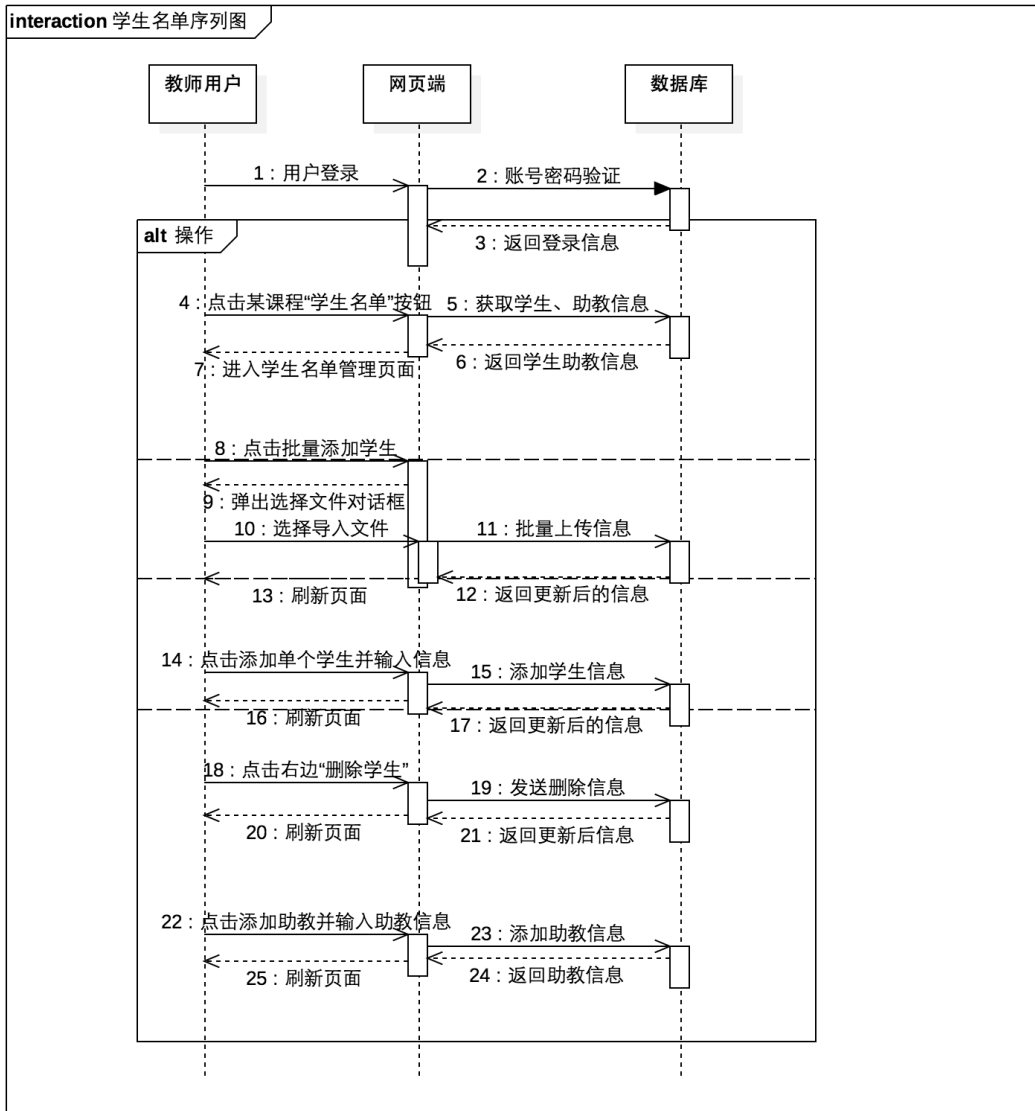 interaction 学生名单序列图
教师用户
网页端
数据库
1 : 用户登录
2 : 账号密码验证
3 : 返回登录信息
alt 操作
4 : 点击某课程“学生名单”按钮
5 : 获取学生、助教信息
6 : 返回学生助教信息
7 : 进入学生名单管理页面
8 : 点击批量添加学生
9 : 弹出选择文件对话框
10 : 选择导入文件
11 : 批量上传信息
12 : 返回更新后的信息
13 : 刷新页面
14 : 点击添加单个学生并输入信息
15 : 添加学生信息
16 : 刷新页面
17 : 返回更新后的信息
18 : 点击右边“删除学生”
19 : 发送删除信息
20 : 刷新页面
21 : 返回更新后信息
22 : 点击添加助教并输入助教信息
23 : 添加助教信息
24 : 返回助教信息
25 : 刷新页面